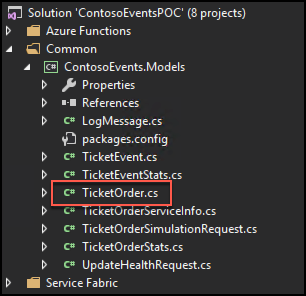 Solution 'ContosoEventsPOC' (8 projects)
Azure Functions
Common
C# ContosoEvents.Models
Properties
References
C# LogMessage.cs
packages.config
C# TicketEvent.cs
C# TicketEventStats.cs
C# TicketOrder.cs
C# TicketOrderServiceInfo.cs
C# TicketOrderSimulationRequest.cs
C# TicketOrderStats.cs
C# UpdateHealthRequest.cs
Service Fabric